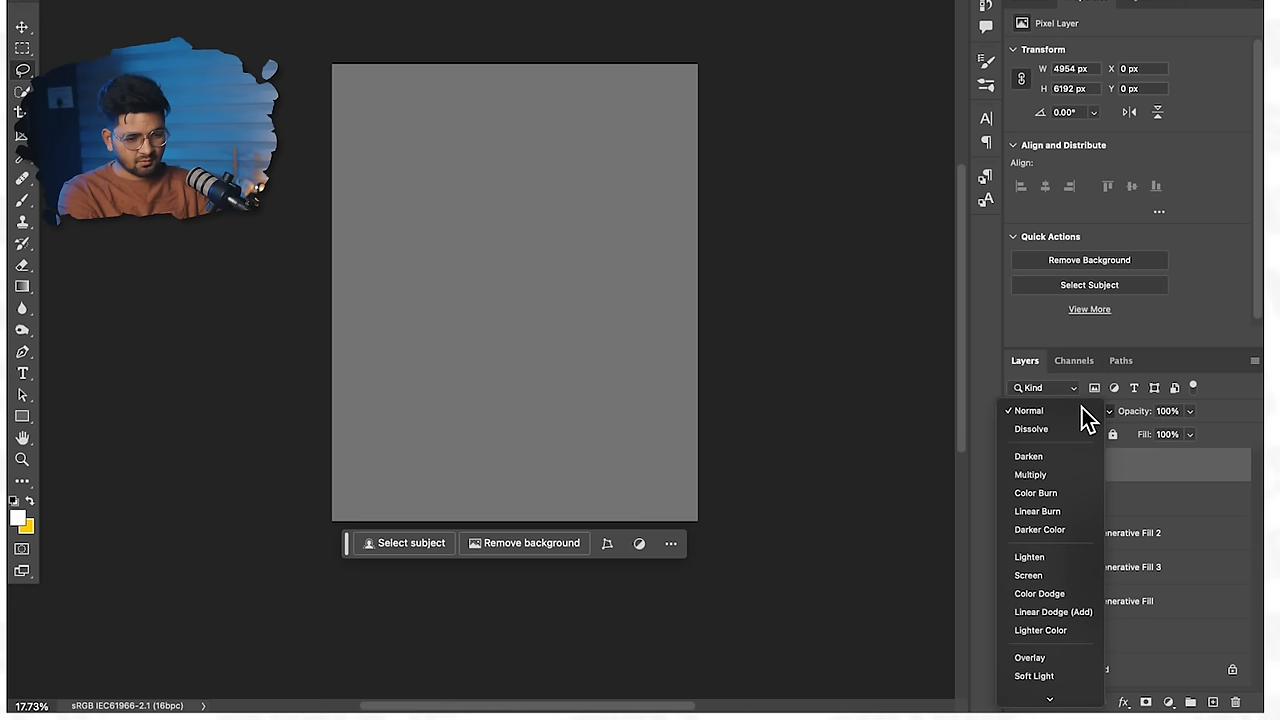 Pixel Layer
Transform
W 4954 px X 0 px
H 6192 px Y 0 px
0.00°
Align and Distribute
Align:
Quick Actions
Remove Background
Select Subject
View More
Layers Channels Paths
Kind
Normal Opacity: 100%
Dissolve Fill: 100%
Darken
Multiply
Color Burn
Linear Burn
Darker Color
Lighten
Screen
Color Dodge
Linear Dodge (Add)
Lighter Color
Overlay
Soft Light
enerative Fill 2
enerative Fill 3
enerative Fill
d
Select subject Remove background
17.73% sRGB IEC61966-2.1 (16bpc)
fx